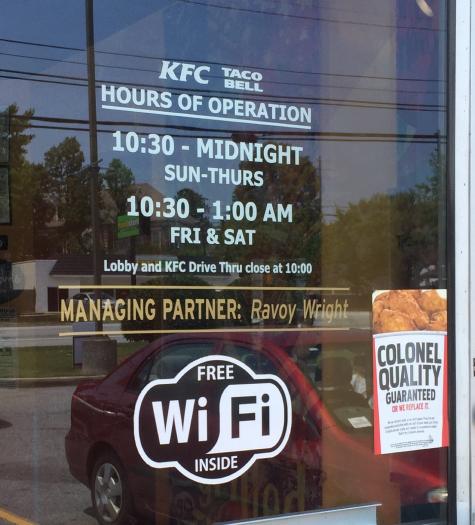 KFC TACO BELL
HOURS OF OPERATION
10:30 - MIDNIGHT
SUN-THURS
10:30 - 1:00 AM
FRI & SAT
Lobby and KFC Drive Thru close at 10:00
MANAGING PARTNER: Ravoy Wright
FREE
WiFi
INSIDE
COLONEL
QUALITY
GUARANTEED
OR WE REPLACE IT.